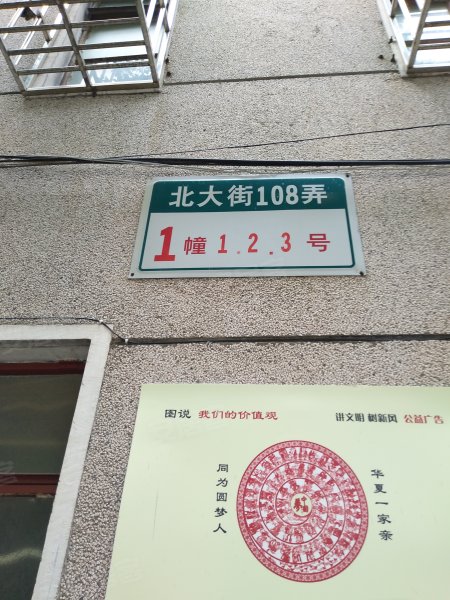 北大街108弄
1幢1.2.3号
图说 我们的价值观 讲文明 树新风 公益广告
同为圆梦人
华夏一家亲